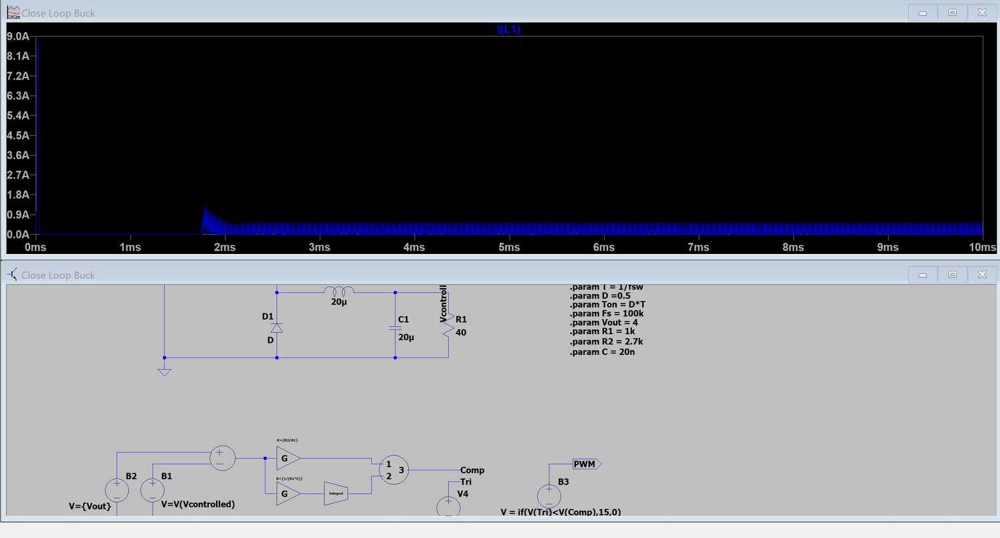 Close Loop Buck
I(L1)
9.0A
8.1A
7.2A
6.3A
5.4A
4.5A
3.6A
2.7A
1.8A
0.9A
0.0A
0ms 1ms 2ms 3ms 4ms 5ms 6ms 7ms 8ms 9ms 10ms
Close Loop Buck
20µ
D1
D
C1
20µ
Vcontroll
R1
40
.param T = 1/fsw
.param D =0.5
.param Ton = D*T
.param Fs = 100k
.param Vout = 4
.param R1 = 1k
.param R2 = 2.7k
.param C = 20n
B2
V={Vout}
B1
V=V(Vcontrolled)
+
−
K={R2/R1}
G
K={1/(R1*C)}
G
Integral
1
2
3
Comp
Tri
V4
PWM
B3
V = if(V(Tri)<V(Comp),15,0)